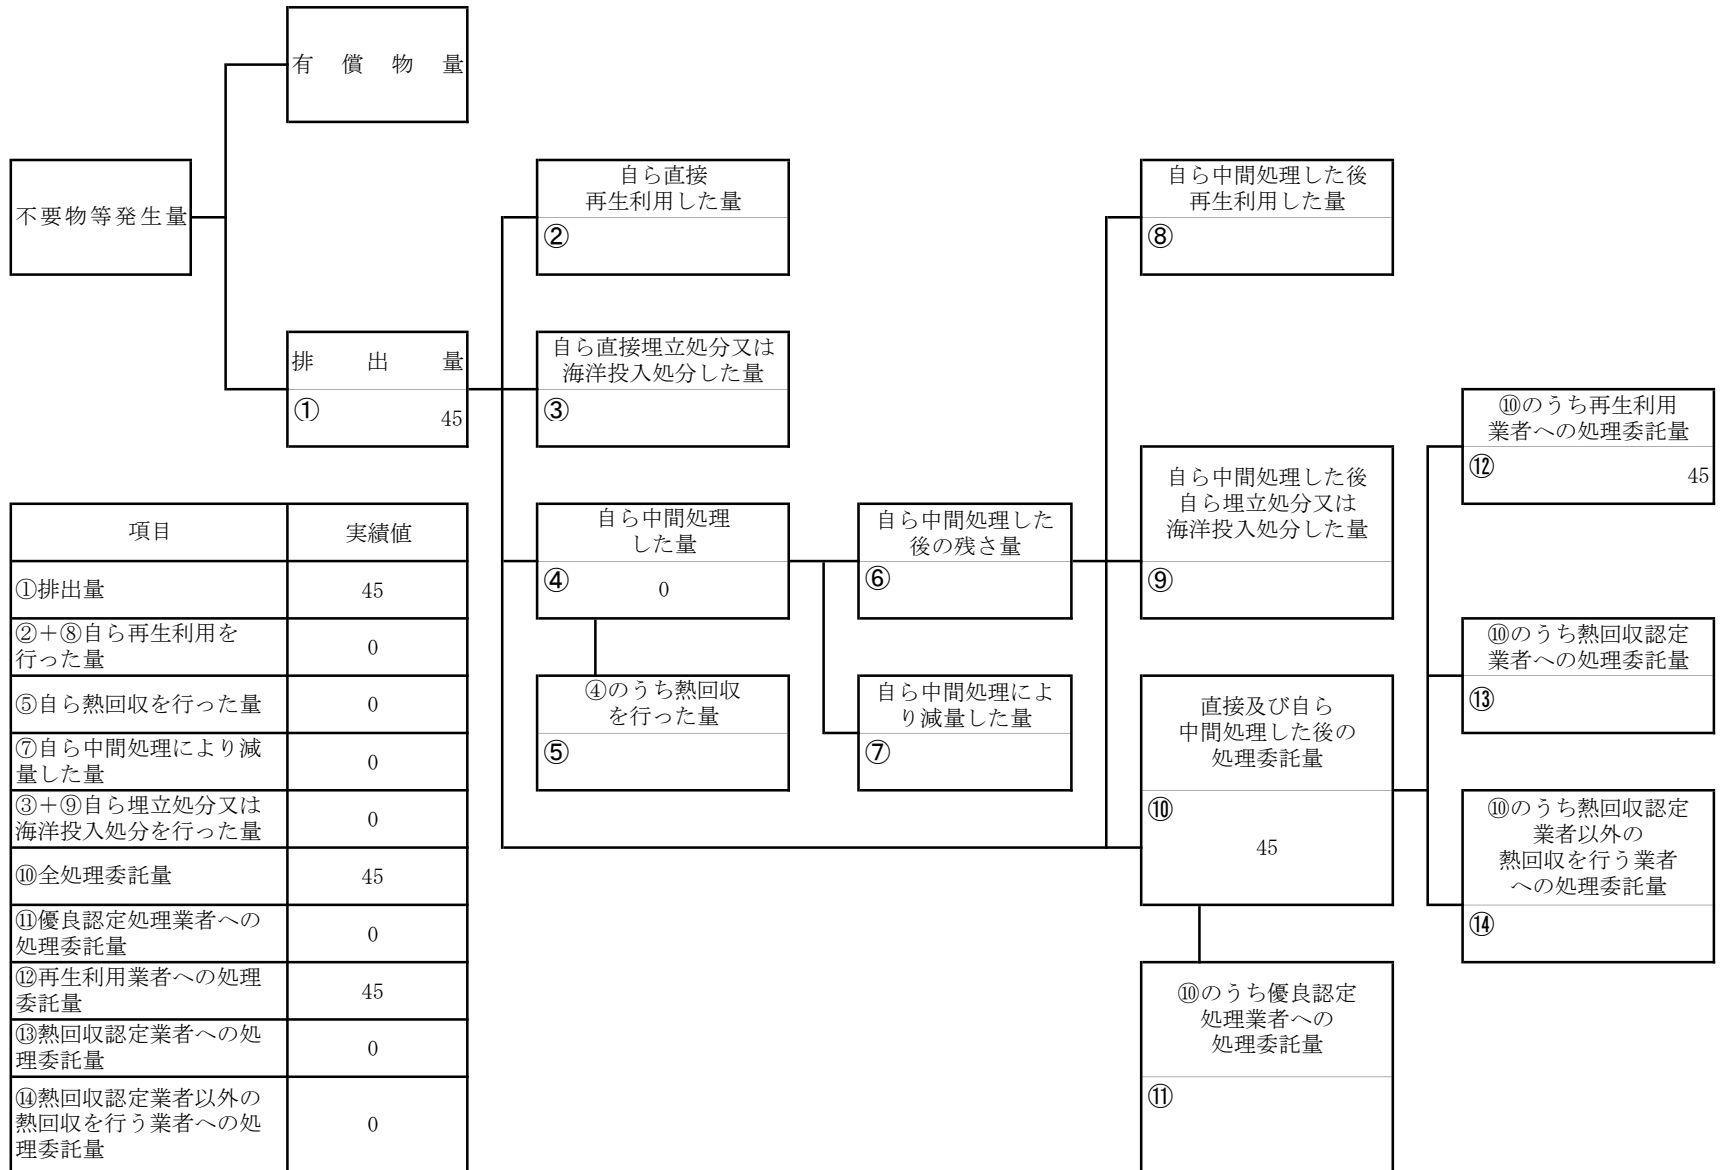 有償物量
不要物等発生量
排出量
①
45
自ら直接
再生利用した量
②
自ら直接埋立処分又は
海洋投入処分した量
③
自ら中間処理
した量
④
0
④のうち熱回収
を行った量
⑤
自ら中間処理した
後の残さ量
⑥
自ら中間処理によ
り減量した量
⑦
自ら中間処理した後
再生利用した量
⑧
自ら中間処理した後
自ら埋立処分又は
海洋投入処分した量
⑨
直接及び自ら
中間処理した後の
処理委託量
⑩
45
⑩のうち優良認定
処理業者への
処理委託量
⑪
⑩のうち再生利用
業者への処理委託量
⑫
45
⑩のうち熱回収認定
業者への処理委託量
⑬
⑩のうち熱回収認定
業者以外の
熱回収を行う業者
への処理委託量
⑭
項目 実績値
①排出量 45
②＋⑧自ら再生利用を
行った量 0
⑤自ら熱回収を行った量 0
⑦自ら中間処理により減
量した量 0
③＋⑨自ら埋立処分又は
海洋投入処分を行った量 0
⑩全処理委託量 45
⑪優良認定処理業者への
処理委託量 0
⑫再生利用業者への処理
委託量 45
⑬熱回収認定業者への処
理委託量 0
⑭熱回収認定業者以外の
熱回収を行う業者への処 0
理委託量